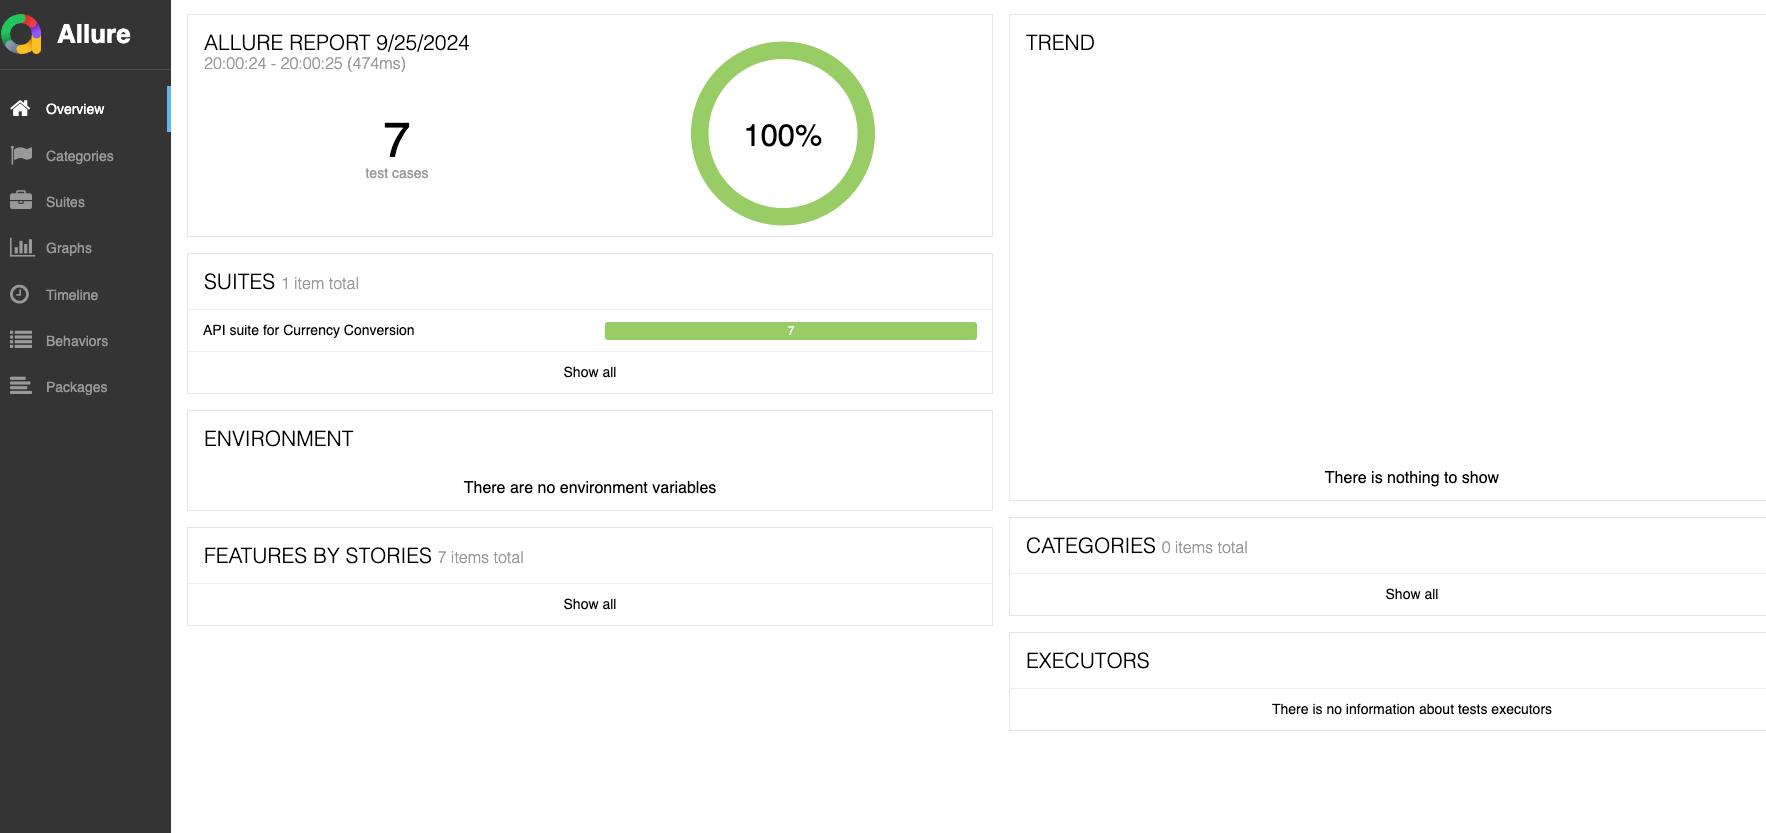 Allure
Overview
Categories
Suites
Graphs
Timeline
Behaviors
Packages
ALLURE REPORT 9/25/2024
20:00:24 - 20:00:25 (474ms)
7
test cases
100%
SUITES 1 item total
API suite for Currency Conversion 7
Show all
ENVIRONMENT
There are no environment variables
FEATURES BY STORIES 7 items total
Show all
TREND
There is nothing to show
CATEGORIES 0 items total
Show all
EXECUTORS
There is no information about tests executors